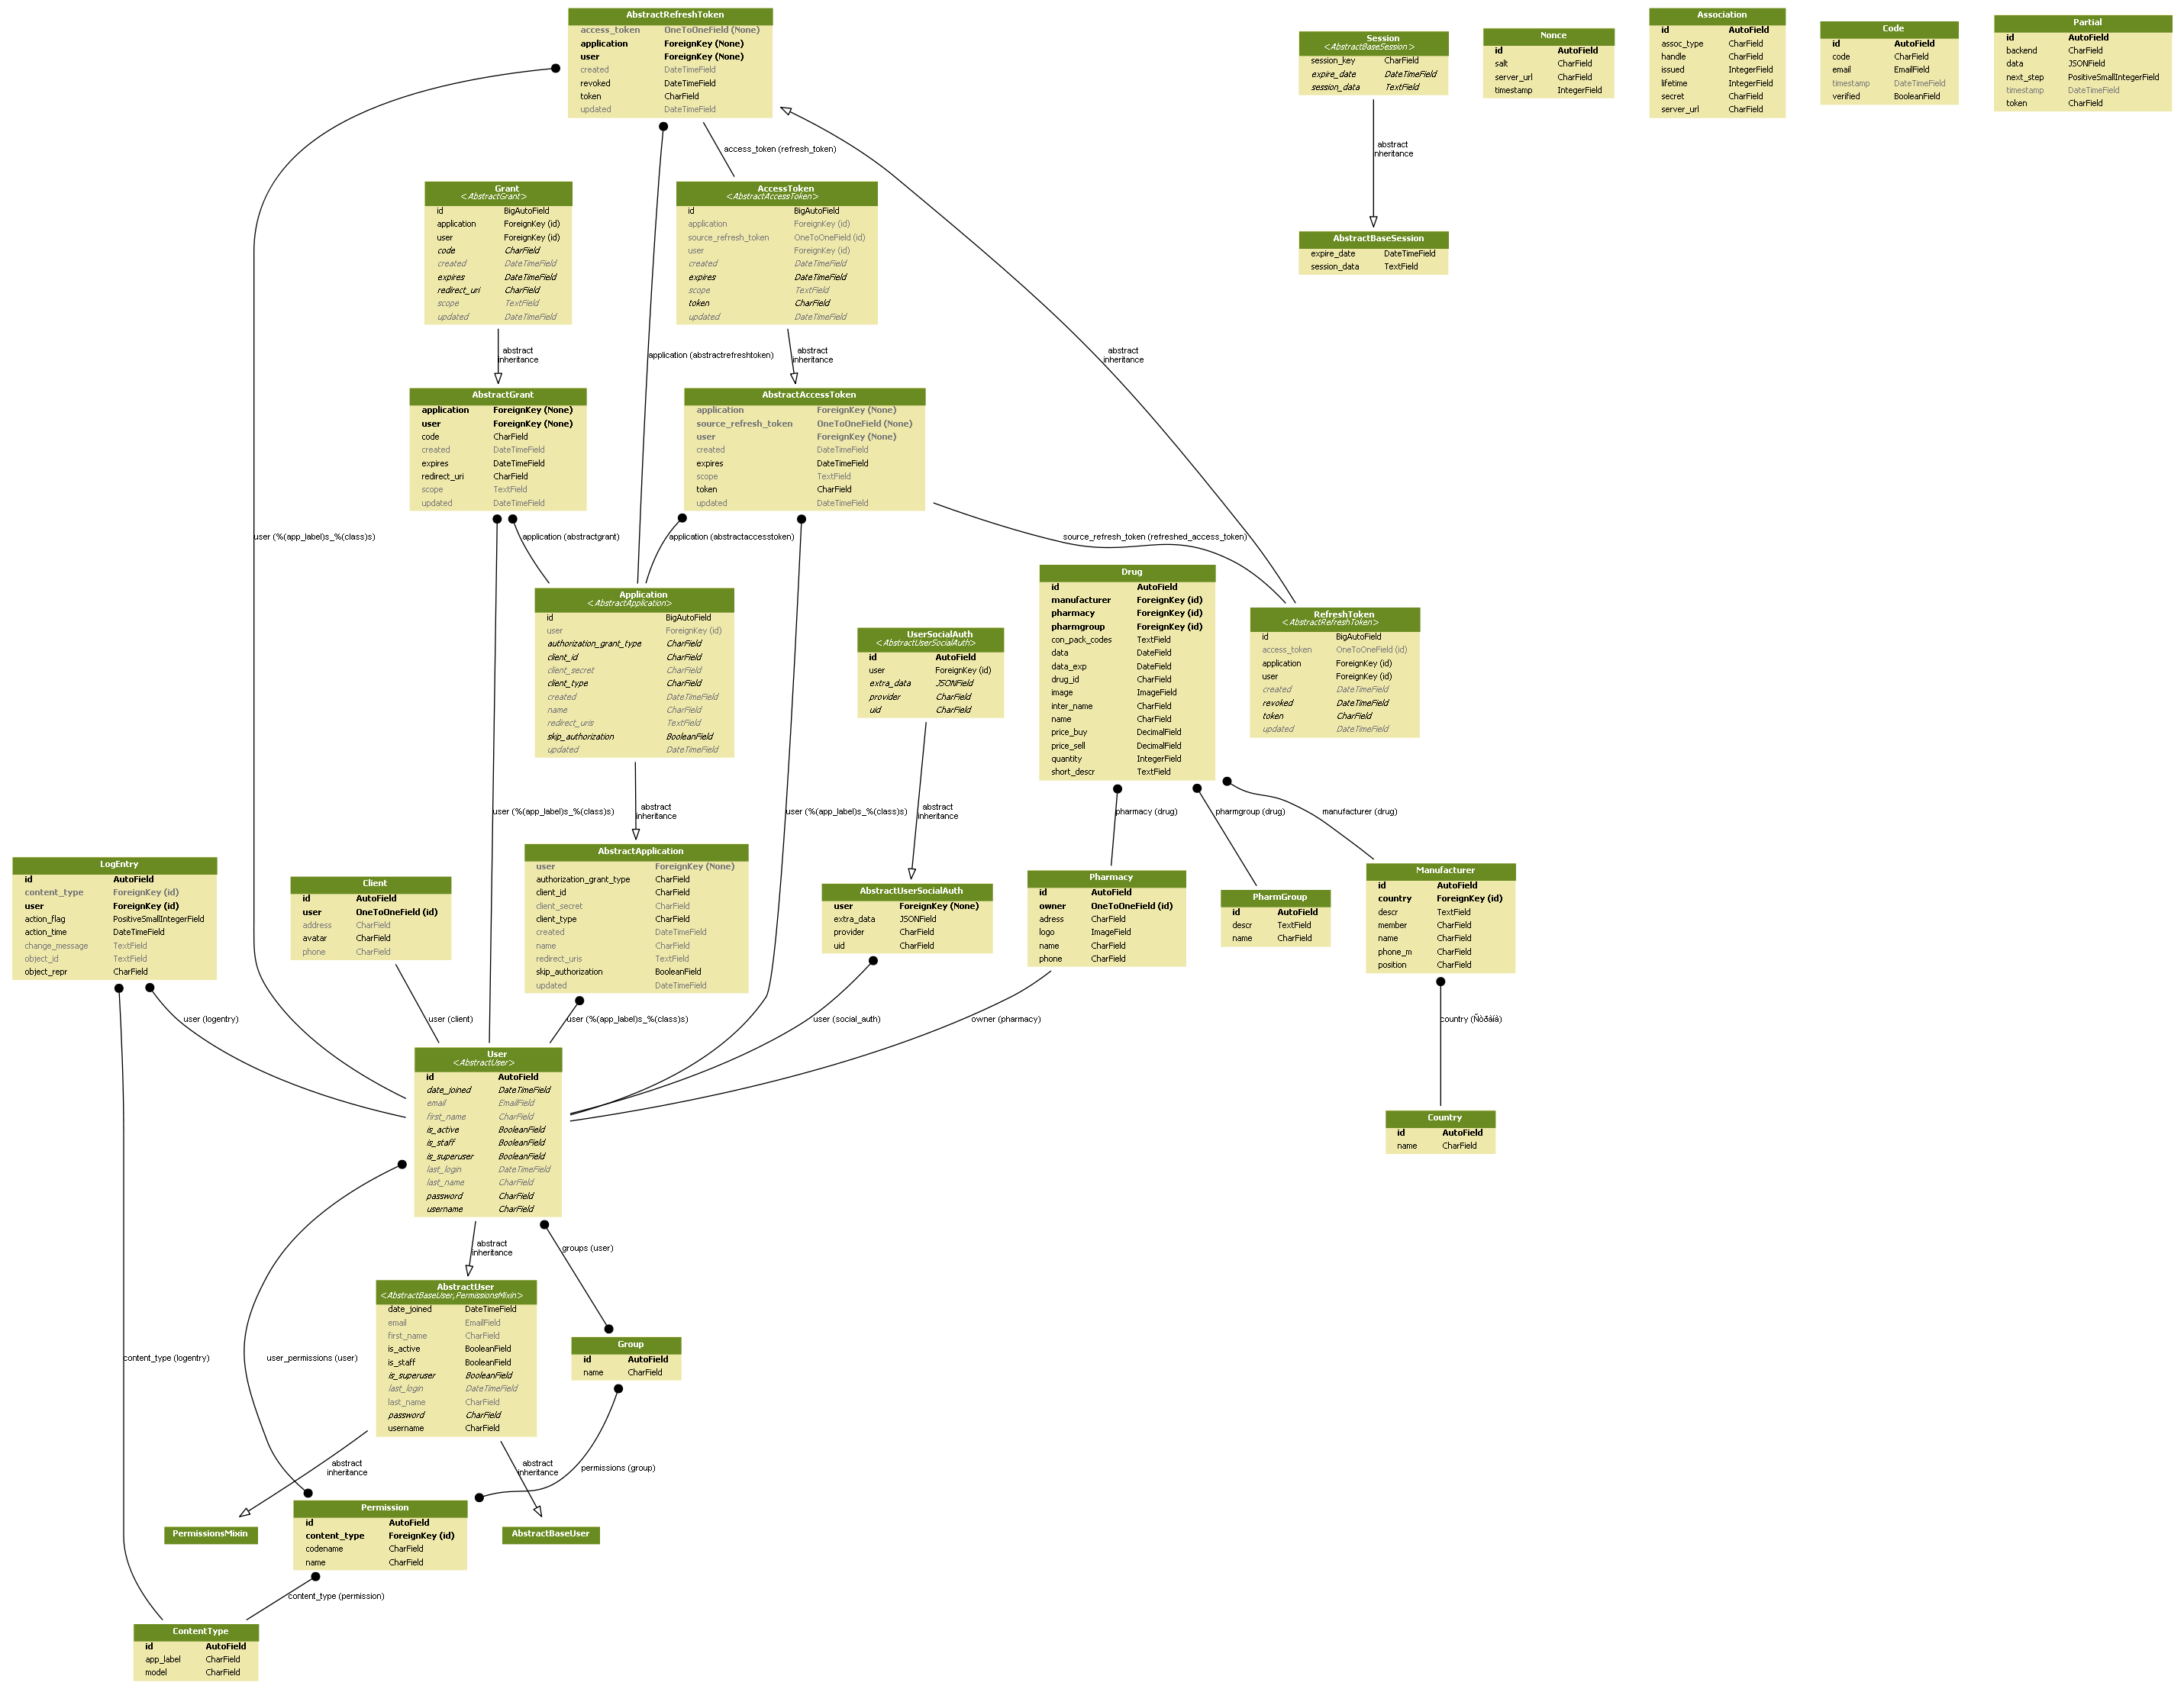 AbstractRefreshToken
access_token OneToOneField (None)
application ForeignKey (None)
user ForeignKey (None)
created DateTimeField
revoked DateTimeField
token CharField
updated DateTimeField
Session
<AbstractBaseSession>
session_key CharField
expire_date DateTimeField
session_data TextField
Nonce
id AutoField
salt CharField
server_url CharField
timestamp IntegerField
Association
id AutoField
assoc_type CharField
handle CharField
issued IntegerField
lifetime IntegerField
secret CharField
server_url CharField
Code
id AutoField
code CharField
email EmailField
timestamp DateTimeField
verified BooleanField
Partial
id AutoField
backend CharField
data JSONField
next_step PositiveSmallIntegerField
timestamp DateTimeField
token CharField
access_token (refresh_token)
abstract
inheritance
Grant
<AbstractGrant>
id BigAutoField
application ForeignKey (id)
user ForeignKey (id)
code CharField
created DateTimeField
expires DateTimeField
redirect_uri CharField
scope TextField
updated DateTimeField
AccessToken
<AbstractAccessToken>
id BigAutoField
application ForeignKey (id)
source_refresh_token OneToOneField (id)
user ForeignKey (id)
created DateTimeField
expires DateTimeField
scope TextField
token CharField
updated DateTimeField
AbstractBaseSession
expire_date DateTimeField
session_data TextField
abstract
inheritance
application (abstractrefreshtoken)
abstract
inheritance
abstract
inheritance
AbstractGrant
application ForeignKey (None)
user ForeignKey (None)
code CharField
created DateTimeField
expires DateTimeField
redirect_uri CharField
scope TextField
updated DateTimeField
AbstractAccessToken
application ForeignKey (None)
source_refresh_token OneToOneField (None)
user ForeignKey (None)
created DateTimeField
expires DateTimeField
scope TextField
token CharField
updated DateTimeField
user (%(app_label)s_%(class)s)
application (abstractgrant)
application (abstractaccesstoken)
source_refresh_token (refreshed_access_token)
Application
<AbstractApplication>
id BigAutoField
user ForeignKey (id)
authorization_grant_type CharField
client_id CharField
client_secret CharField
client_type CharField
created DateTimeField
name CharField
redirect_uris TextField
skip_authorization BooleanField
updated DateTimeField
UserSocialAuth
<AbstractUserSocialAuth>
id AutoField
user ForeignKey (id)
extra_data JSONField
provider CharField
uid CharField
Drug
id AutoField
manufacturer ForeignKey (id)
pharmacy ForeignKey (id)
pharmgroup ForeignKey (id)
con_pack_codes TextField
data DateField
data_exp DateField
drug_id CharField
image ImageField
inter_name CharField
name CharField
price_buy DecimalField
price_sell DecimalField
quantity IntegerField
short_descr TextField
RefreshToken
<AbstractRefreshToken>
id BigAutoField
access_token OneToOneField (id)
application ForeignKey (id)
user ForeignKey (id)
created DateTimeField
revoked DateTimeField
token CharField
updated DateTimeField
user (%(app_label)s_%(class)s)
abstract
inheritance
user (%(app_label)s_%(class)s)
abstract
inheritance
pharmacy (drug)
pharmgroup (drug)
manufacturer (drug)
LogEntry
id AutoField
content_type ForeignKey (id)
user ForeignKey (id)
action_flag PositiveSmallIntegerField
action_time DateTimeField
change_message TextField
object_id TextField
object_repr CharField
Client
id AutoField
user OneToOneField (id)
address CharField
avatar CharField
phone CharField
AbstractApplication
user ForeignKey (None)
authorization_grant_type CharField
client_id CharField
client_secret CharField
client_type CharField
created DateTimeField
name CharField
redirect_uris TextField
skip_authorization BooleanField
updated DateTimeField
AbstractUserSocialAuth
user ForeignKey (None)
extra_data JSONField
provider CharField
uid CharField
Pharmacy
id AutoField
owner OneToOneField (id)
adress CharField
logo ImageField
name CharField
phone CharField
PharmGroup
id AutoField
descr TextField
name CharField
Manufacturer
id AutoField
country ForeignKey (id)
descr TextField
member CharField
name CharField
phone_m CharField
position CharField
user (logentry)
user (client)
user (%(app_label)s_%(class)s)
user (social_auth)
owner (pharmacy)
country (Ñòðàíà)
User
<AbstractUser>
id AutoField
date_joined DateTimeField
email EmailField
first_name CharField
is_active BooleanField
is_staff BooleanField
is_superuser BooleanField
last_login DateTimeField
last_name CharField
password CharField
username CharField
Country
id AutoField
name CharField
abstract
inheritance
groups (user)
AbstractUser
<AbstractBaseUser,PermissionsMixin>
date_joined DateTimeField
email EmailField
first_name CharField
is_active BooleanField
is_staff BooleanField
is_superuser BooleanField
last_login DateTimeField
last_name CharField
password CharField
username CharField
Group
id AutoField
name CharField
content_type (logentry)
user_permissions (user)
abstract
inheritance
abstract
inheritance
permissions (group)
PermissionsMixin
Permission
id AutoField
content_type ForeignKey (id)
codename CharField
name CharField
AbstractBaseUser
content_type (permission)
ContentType
id AutoField
app_label CharField
model CharField